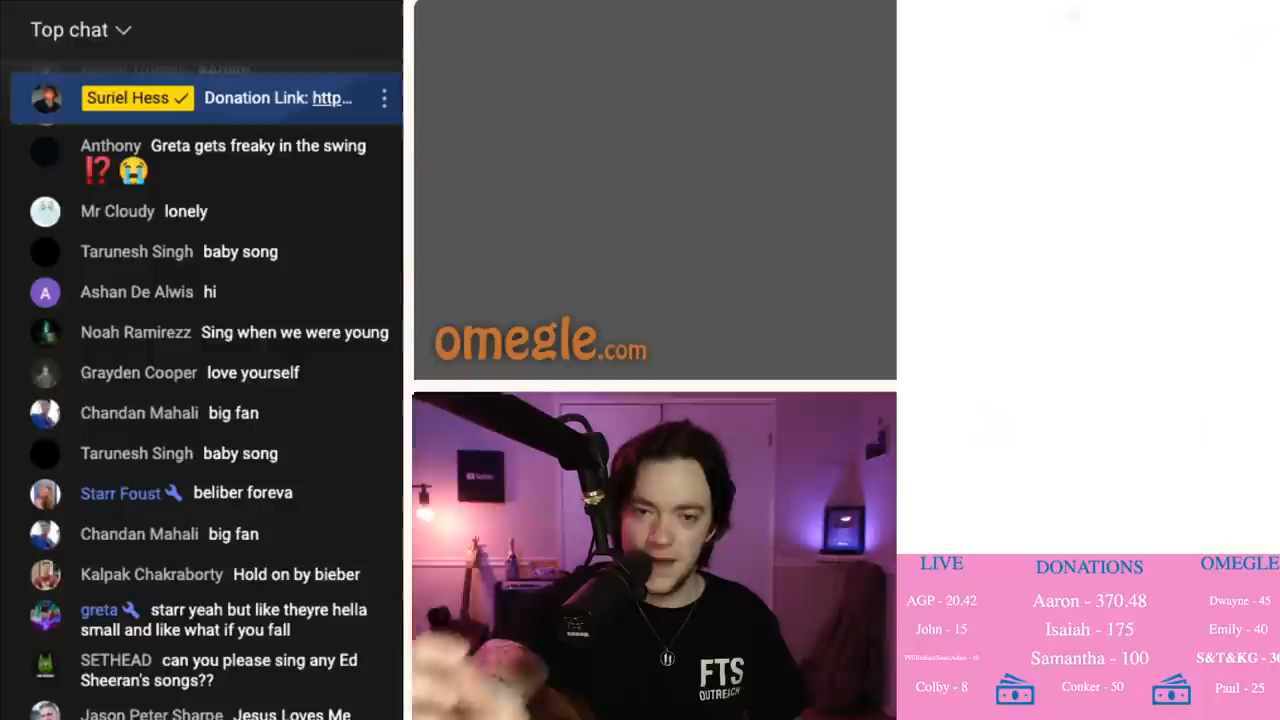 Top chat
Suriel Hess Donation Link: http...
Anthony Greta gets freaky in the swing
⁉️😭
Mr Cloudy lonely
Tarunesh Singh baby song
A
Ashan De Alwis hi
Noah Ramirezz Sing when we were young
Grayden Cooper love yourself
Chandan Mahali big fan
Tarunesh Singh baby song
Starr Foust beliber foreva
Chandan Mahali big fan
Kalpak Chakraborty Hold on by bieber
greta starr yeah but like theyre hella
small and like what if you fall
SETHEAD can you please sing any Ed
Sheeran's songs??
Jason Peter Sharpe Jesus Loves Me
omegle.com
FTS
OUTREACH
LIVE
AGP - 20.42
John - 15
Colby - 8
DONATIONS
Aaron - 370.48
Isaiah - 175
Samantha - 100
Conker - 50
OMEGLE
Dwayne - 45
Emily - 40
S&T&KG - 30
Paul - 25